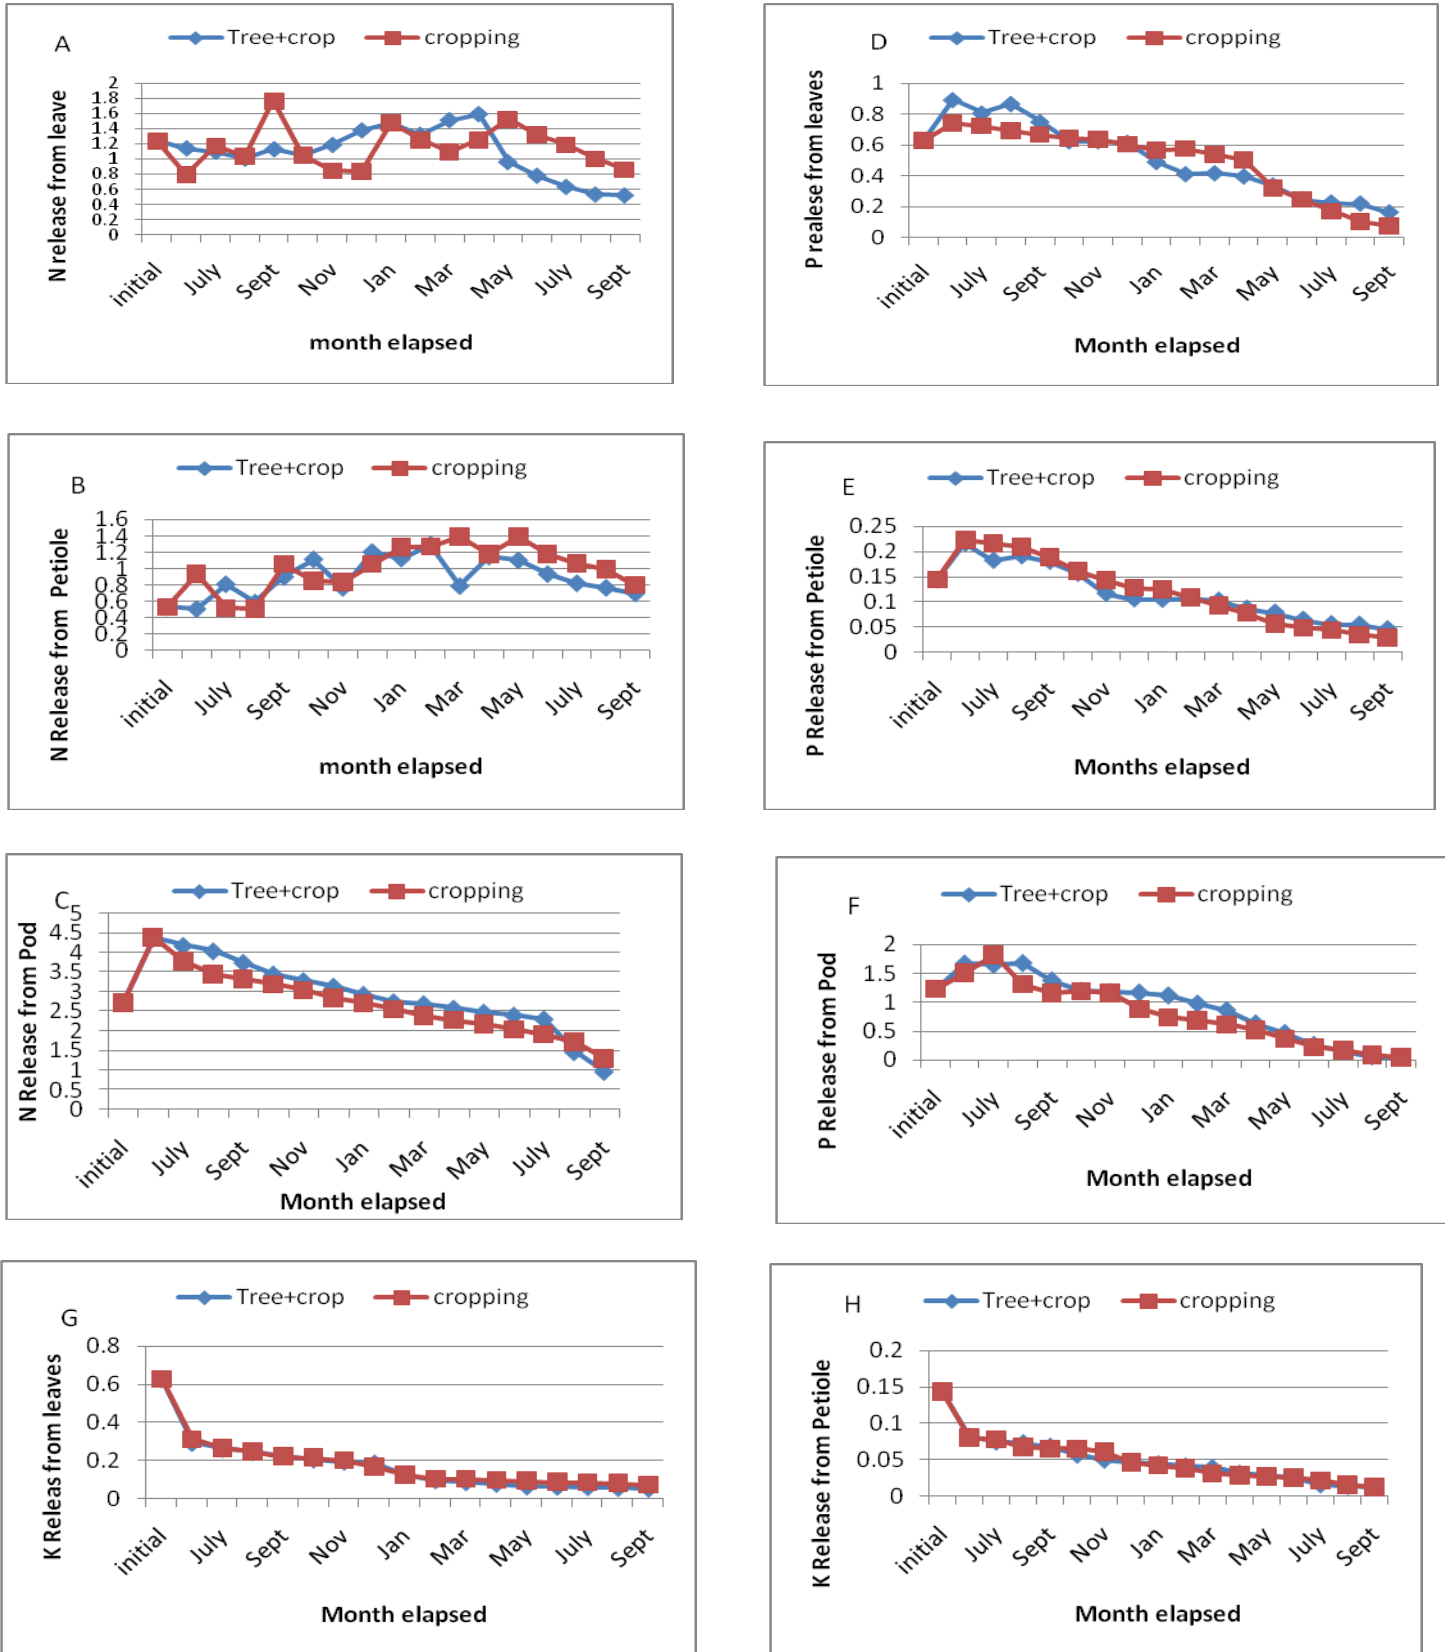 A
Tree+crop cropping
N release from leave
2
1.8
1.6
1.4
1.2
1
0.8
0.6
0.4
0.2
0
initial July Sept Nov Jan Mar May July Sept
month elapsed
D
Tree+crop cropping
P realese from leaves
1
0.8
0.6
0.4
0.2
0
initial July Sept Nov Jan Mar May July Sept
Month elapsed
B
Tree+crop cropping
N Release from Petiole
1.6
1.4
1.2
1
0.8
0.6
0.4
0.2
0
initial July Sept Nov Jan Mar May July Sept
month elapsed
E
Tree+crop cropping
P Release from Petiole
0.25
0.2
0.15
0.1
0.05
0
initial July Sept Nov Jan Mar May July Sept
Months elapsed
C
Tree+crop cropping
N Release from Pod
5
4.5
4
3.5
3
2.5
2
1.5
1
0.5
0
initial July Sept Nov Jan Mar May July Sept
Month elapsed
F
Tree+crop cropping
P Release from Pod
2
1.5
1
0.5
0
initial July Sept Nov Jan Mar May July Sept
Month elapsed
G
Tree+crop cropping
K Releas from leaves
0.8
0.6
0.4
0.2
0
initial July Sept Nov Jan Mar May July Sept
Month elapsed
H
Tree+crop cropping
K Release from Petiole
0.2
0.15
0.1
0.05
0
initial July Sept Nov Jan Mar May July Sept
Month elapsed